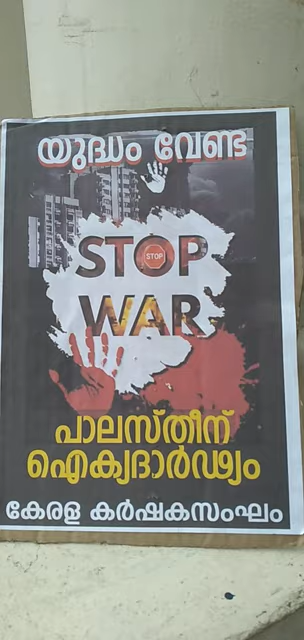 യുദ്ധം വേണ്ട
STOP
STOP
WAR
പാലസ്തീന്
ഐക്യദാർഢ്യം
കേരള കർഷകസംഘം